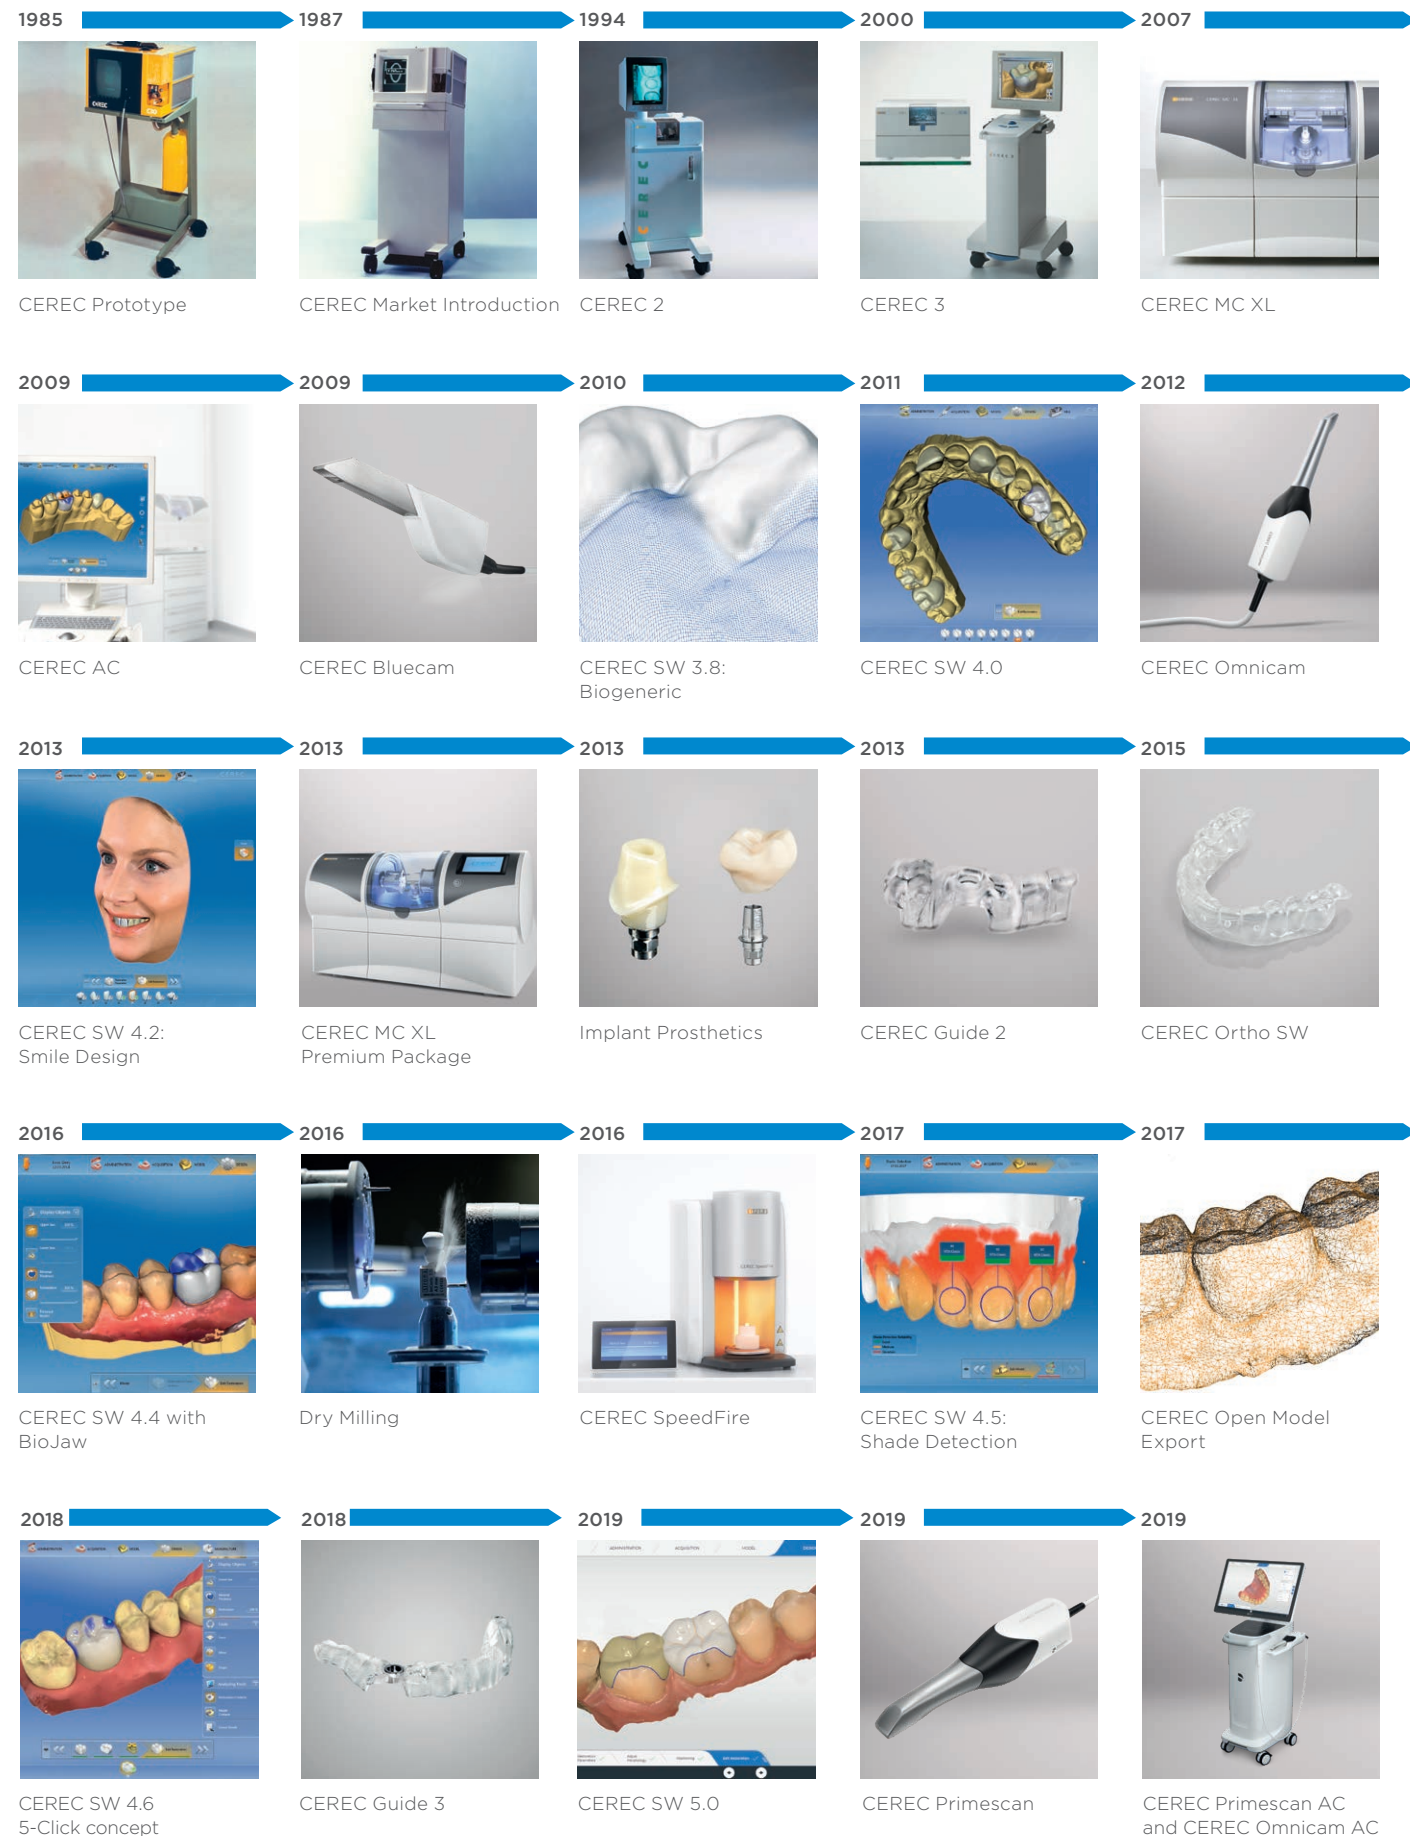 1985
1987
1994
2000
2007
CEREC Prototype
CEREC Market Introduction
CEREC 2
CEREC 3
CEREC MC XL
2009
2009
2010
2011
2012
CEREC AC
CEREC Bluecam
CEREC SW 3.8:
Biogeneric
CEREC SW 4.0
CEREC Omnicam
2013
2013
2013
2013
2015
CEREC SW 4.2:
Smile Design
CEREC MC XL
Premium Package
Implant Prosthetics
CEREC Guide 2
CEREC Ortho SW
2016
2016
2016
2017
2017
CEREC SW 4.4 with
BioJaw
Dry Milling
CEREC SpeedFire
CEREC SW 4.5:
Shade Detection
CEREC Open Model
Export
2018
2018
2019
2019
2019
CEREC SW 4.6
5-Click concept
CEREC Guide 3
CEREC SW 5.0
CEREC Primescan
CEREC Primescan AC
and CEREC Omnicam AC